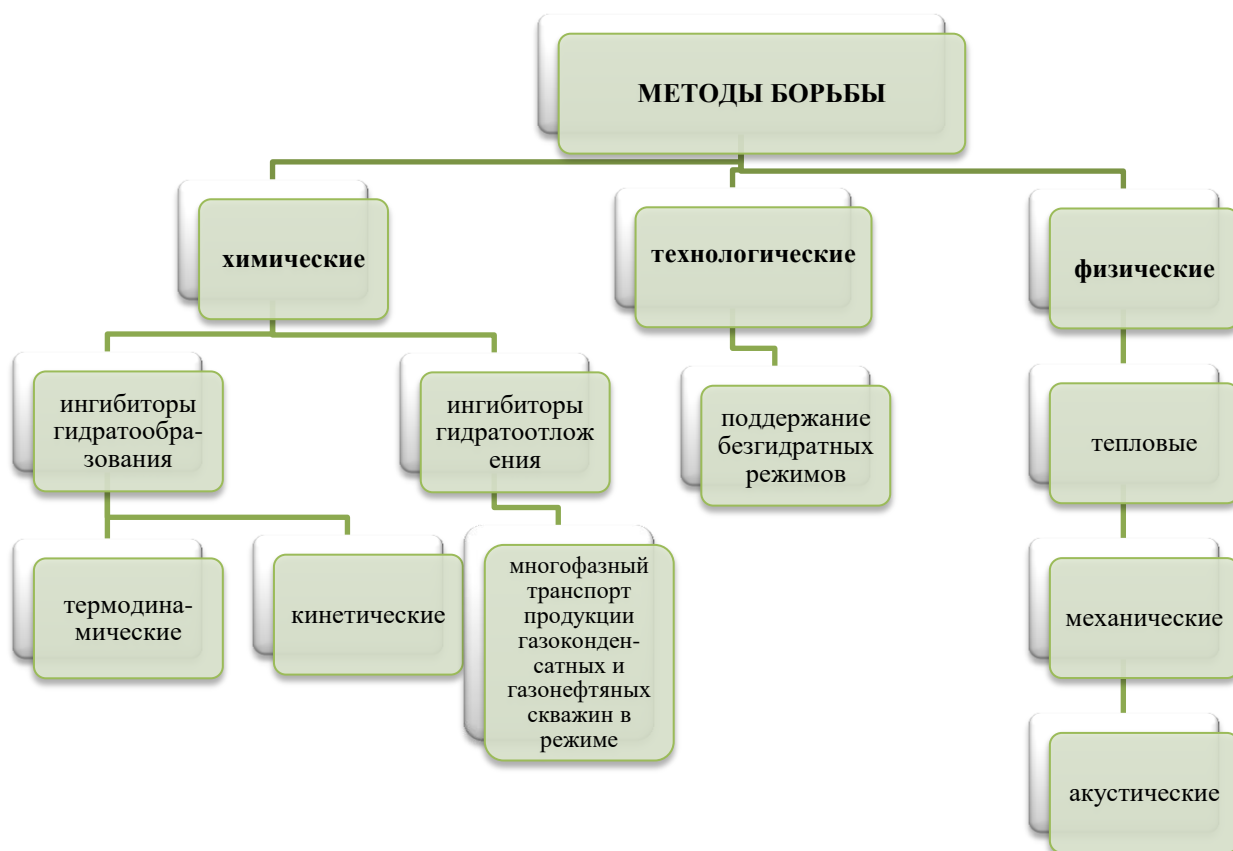 МЕТОДЫ БОРЬБЫ
химические
технологические
физические
ингибиторы
гидратообра-
зования
ингибиторы
гидратоотлож
ения
поддержание
безгидратных
режимов
тепловые
термодина-
мические
кинетические
многофазный
транспорт
продукции
газоконден-
сатных и
газонефтяных
скважин в
режиме
механические
акустические